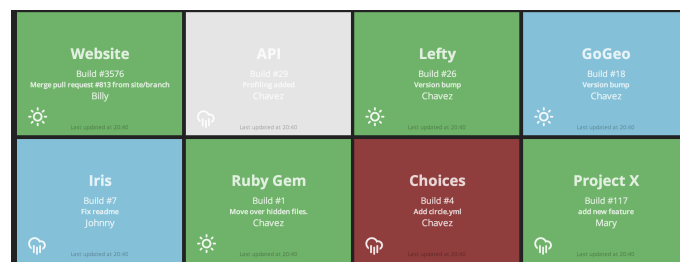 Website
Build #3576
Merge pull request #813 from site/branch
Billy
Last updated at 20:40
API
Build #29
Profiling added
Chavez
Last updated at 20:40
Lefty
Build #26
Version bump
Chavez
Last updated at 20:40
GoGeo
Build #18
Version bump
Chavez
Last updated at 20:40
Iris
Build #7
Fix readme
Johnny
Last updated at 20:40
Ruby Gem
Build #1
Move over hidden files.
Chavez
Last updated at 20:40
Choices
Build #4
Add circle.yml
Chavez
Last updated at 20:40
Project X
Build #117
add new feature
Mary
Last updated at 20:40